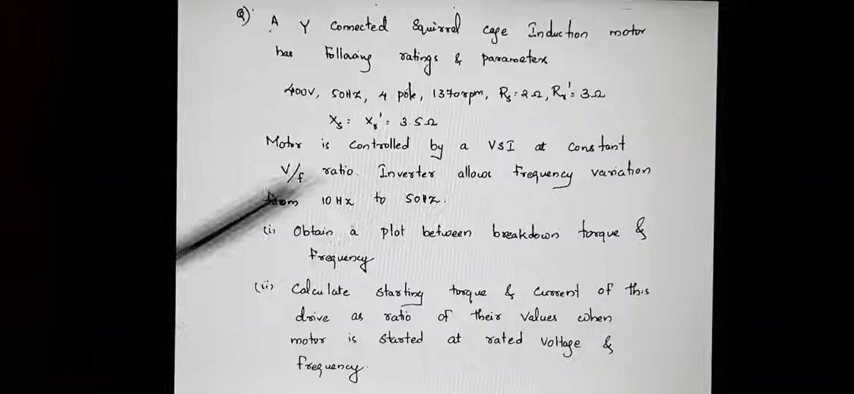 Q) A Y Connected Squirral cage Induction motor
has Following ratings & parameters
400V, 50Hz, 4 pole, 1370rpm, Rs = 2Ω, Rr' = 3Ω
Xs = Xr' = 3.5Ω
Motor is Controlled by a VSI at constant
V/f ratio. Inverter allows frequency variation
from 10 Hz to 50Hz.
(i) Obtain a plot between breakdown torque &
Frequency
(ii) Calculate starting torque & current of this
drive as ratio of their values when
motor is started at rated voltage &
frequency.